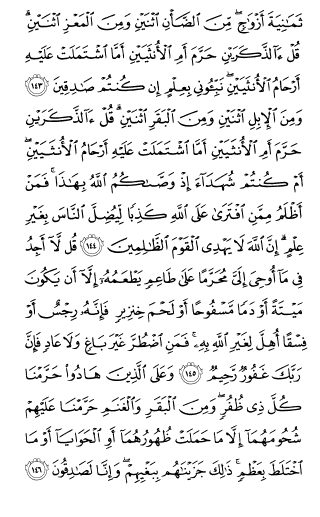 ثَمَٰنِيَةَ أَزْوَٰجٍۖ مِّنَ ٱلضَّأْنِ ٱثْنَيْنِ وَمِنَ ٱلْمَعْزِ ٱثْنَيْنِۗ
قُلْ ءَآلذَّكَرَيْنِ حَرَّمَ أَمِ ٱلْأُنثَيَيْنِ أَمَّا ٱشْتَمَلَتْ عَلَيْهِ
أَرْحَامُ ٱلْأُنثَيَيْنِۖ نَبِّـُٔونِى بِعِلْمٍ إِن كُنتُمْ صَٰدِقِينَ ١٤٣
وَمِنَ ٱلْإِبِلِ ٱثْنَيْنِ وَمِنَ ٱلْبَقَرِ ٱثْنَيْنِۗ قُلْ ءَآلذَّكَرَيْنِ
حَرَّمَ أَمِ ٱلْأُنثَيَيْنِ أَمَّا ٱشْتَمَلَتْ عَلَيْهِ أَرْحَامُ ٱلْأُنثَيَيْنِۖ
أَمْ كُنتُمْ شُهَدَآءَ إِذْ وَصَّىٰكُمُ ٱللَّهُ بِهَٰذَاۚ فَمَنْ
أَظْلَمُ مِمَّنِ ٱفْتَرَىٰ عَلَى ٱللَّهِ كَذِبًا لِّيُضِلَّ ٱلنَّاسَ بِغَيْرِ
عِلْمٍۗ إِنَّ ٱللَّهَ لَا يَهْدِى ٱلْقَوْمَ ٱلظَّٰلِمِينَ ١٤٤ قُل لَّآ أَجِدُ
فِى مَآ أُوحِىَ إِلَىَّ مُحَرَّمًا عَلَىٰ طَاعِمٍ يَطْعَمُهُۥٓ إِلَّآ أَن يَكُونَ
مَيْتَةً أَوْ دَمًا مَّسْفُوحًا أَوْ لَحْمَ خِنزِيرٍ فَإِنَّهُۥ رِجْسٌ أَوْ
فِسْقًا أُهِلَّ لِغَيْرِ ٱللَّهِ بِهِۦۚ فَمَنِ ٱضْطُرَّ غَيْرَ بَاغٍ وَلَا عَادٍ فَإِنَّ
رَبَّكَ غَفُورٌ رَّحِيمٌ ١٤٥ وَعَلَى ٱلَّذِينَ هَادُوا۟ حَرَّمْنَا
كُلَّ ذِى ظُفُرٍۖ وَمِنَ ٱلْبَقَرِ وَٱلْغَنَمِ حَرَّمْنَا عَلَيْهِمْ
شُحُومَهُمَآ إِلَّا مَا حَمَلَتْ ظُهُورُهُمَآ أَوِ ٱلْحَوَايَآ أَوْ مَا
ٱخْتَلَطَ بِعَظْمٍۚ ذَٰلِكَ جَزَيْنَٰهُم بِبَغْيِهِمْۖ وَإِنَّا لَصَٰدِقُونَ ١٤٦